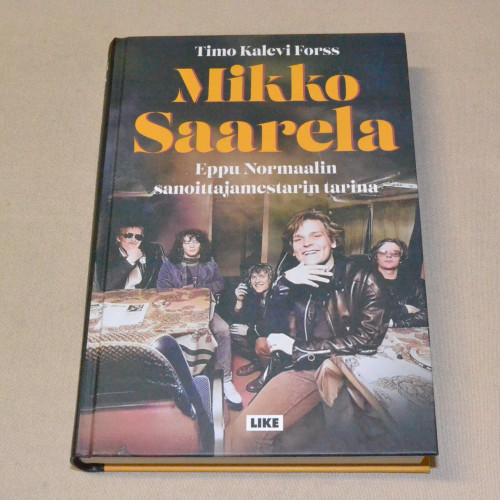 Timo Kalevi Forss
Mikko
Saarela
Eppu Normaalin
sanoittajamestarin tarina
LIKE